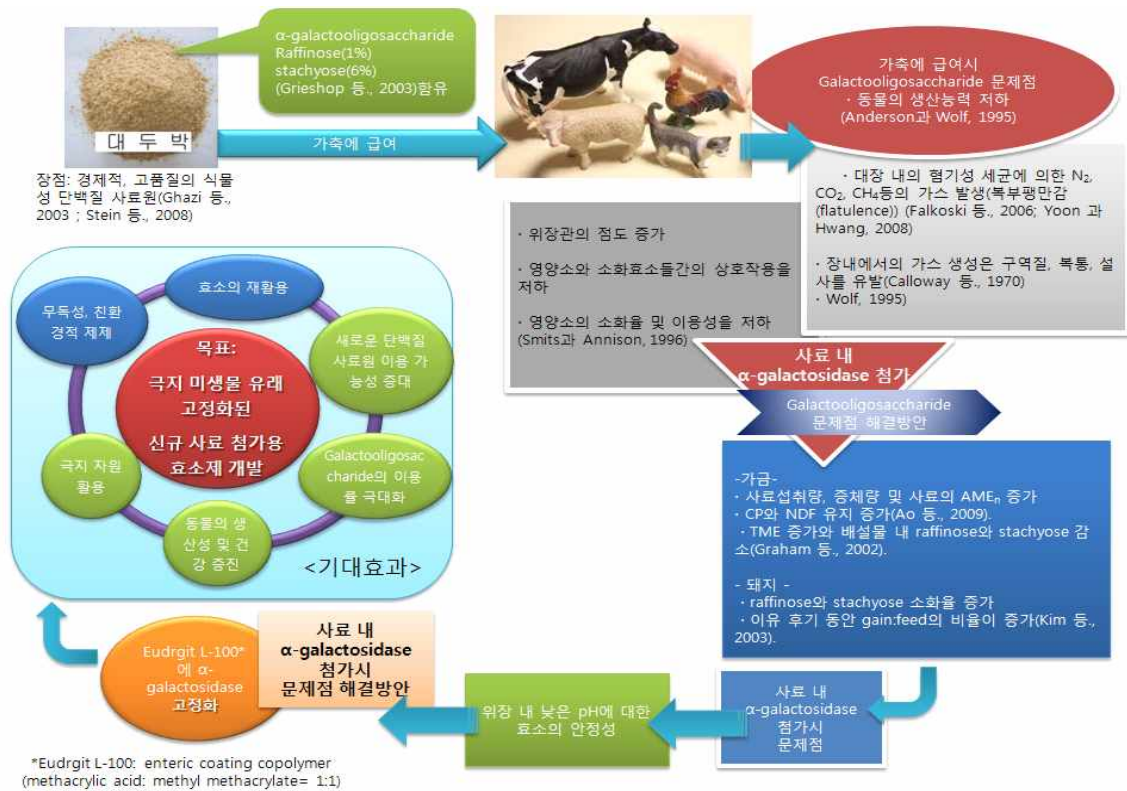 α-galactooligosaccharide
Raffinose(1%)
stachyose(6%)
(Grieshop 등., 2003)함유
대 두 박
가축에 급여
장점: 경제적, 고품질의 식물
성 단백질 사료원(Ghazi 등.,
2003 ; Stein 등., 2008)
가축에 급여시
Galactooligosaccharide 문제점
· 동물의 생산능력 저하
(Anderson과 Wolf, 1995)
· 대장 내의 혐기성 세균에 의한 N₂,
CO₂, CH₄등의 가스 발생(복부팽만감
(flatulence)) (Falkoski 등., 2006; Yoon 과
Hwang, 2008)
· 장내에서의 가스 생성은 구역질, 복통, 설
사를 유발(Calloway 등., 1970)
· Wolf, 1995)
· 위장관의 점도 증가
· 영양소와 소화효소들간의 상호작용을
저하
· 영양소의 소화율 및 이용성을 저하
(Smits과 Annison, 1996)
사료 내
α-galactosidase 첨가
Galactooligosaccharide
문제점 해결방안
-가금-
· 사료섭취량, 증체량 및 사료의 AMEₙ 증가
· CP와 NDF 유지 증가(Ao 등., 2009).
· TME 증가와 배설물 내 raffinose와 stachyose 감
소(Graham 등., 2002).
- 돼지 -
· raffinose와 stachyose 소화율 증가
· 이유 후기 동안 gain:feed의 비율이 증가(Kim 등.,
2003).
사료 내
α-galactosidase
첨가시
문제점
위장 내 낮은 pH에 대한
효소의 안정성
사료 내
α-galactosidase
첨가시
문제점 해결방안
Eudrgit L-100*
에 α-
galactosidase
고정화
*Eudrgit L-100: enteric coating copolymer
(methacrylic acid: methyl methacrylate= 1:1)
효소의 재활용
무독성, 친환
경적 제제
새로운 단백질
사료원 이용 가
능성 증대
목표:
극지 미생물 유래
고정화된
신규 사료 첨가용
효소제 개발
Galactooligosac
charide의 이용
률 극대화
극지 자원
활용
동물의 생
산성 및 건
강 증진
<기대효과>